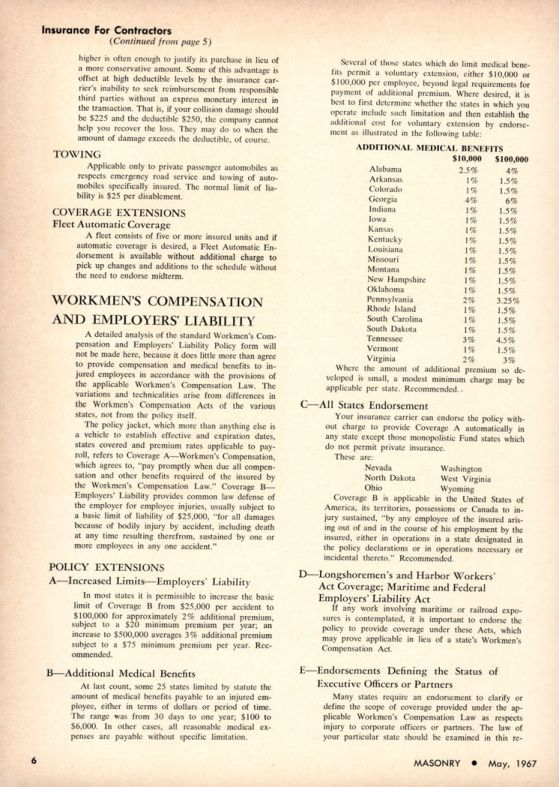 Insurance For Contractors
(Continued from page 5)
higher is often enough to justify its purchase in lieu of
a more conservative amount. Some of this advantage is
offset at high deductible levels by the insurance car-
rier's inability to seek reimbursement from responsible
third parties without an express monetary interest in
the transaction. That is, if your collision damage should
be $225 and the deductible $250, the company cannot
help you recover the loss. They may do so when the
amount of damage exceeds the deductible, of course.
TOWING
Applicable only to private passenger automobiles as
respects emergency road service and towing of auto-
mobiles specifically insured. The normal limit of lia-
bility is $25 per disablement.
COVERAGE EXTENSIONS
Fleet Automatic Coverage
A fleet consists of five or more insured units and if
automatic coverage is desired, a Fleet Automatic En-
dorsement is available without additional charge to
pick up changes and additions to the schedule without
the need to endorse midterm.
WORKMEN'S COMPENSATION
AND EMPLOYERS' LIABILITY
A detailed analysis of the standard Workmen's Com-
pensation and Employers' Liability Policy form will
not be made here, because it does little more than agree
to provide compensation and medical benefits to in-
jured employees in accordance with the provisions of
the applicable Workmen's Compensation Law. The
variations and technicalities arise from differences in
the Workmen's Compensation Acts of the various
states, not from the policy itself.
The policy jacket, which more than anything else is
a vehicle to establish effective and expiration dates,
states covered and premium rates applicable to pay-
roll, refers to Coverage A—Workmen's Compensation,
which agrees to, "pay promptly when due all compen-
sation and other benefits required of the insured by
the Workmen's Compensation Law." Coverage B—
Employers' Liability provides common law defense of
the employer for employee injuries, usually subject to
a basic limit of liability of $25,000, "for all damages
because of bodily injury by accident, including death
at any time resulting therefrom, sustained by one or
more employees in any one accident."
POLICY EXTENSIONS
A—Increased Limits—Employers' Liability
In most states it is permissible to increase the basic
limit of Coverage B from $25,000 per accident to
$100,000 for approximately 2% additional premium,
subject to a $20 minimum premium per year; an
increase to $500,000 averages 3% additional premium
subject to a $75 minimum premium per year. Rec-
ommended.
B—Additional Medical Benefits
At last count, some 25 states limited by statute the
amount of medical benefits payable to an injured em-
ployee, either in terms of dollars or period of time.
The range was from 30 days to one year; $100 to
$6,000. In other cases, all reasonable medical ex-
penses are payable without specific limitation.
Several of those states which do limit medical bene-
fits permit a voluntary extension, either $10,000 or
$100,000 per employee, beyond legal requirements for
payment of additional premium. Where desired, it is
best to first determine whether the states in which you
operate include such limitation and then establish the
additional cost for voluntary extension by endorse-
ment as illustrated in the following table:
ADDITIONAL MEDICAL BENEFITS
$10,000 $100,000
Alabama 2.5% 4%
Arkansas 1% 1.5%
Colorado 1% 1.5%
Georgia 4% 6%
Indiana 1% 1.5%
Iowa 1% 1.5%
Kansas 1% 1.5%
Kentucky 1% 1.5%
Louisiana 1% 1.5%
Missouri 1% 1.5%
Montana 1% 1.5%
New Hampshire 1% 1.5%
Oklahoma 1% 1.5%
Pennsylvania 2% 3.25%
Rhode Island 1% 1.5%
South Carolina 1% 1.5%
South Dakota 1% 1.5%
Tennessee 3% 4.5%
Vermont 1% 1.5%
Virginia 2% 3%
Where the amount of additional premium so de-
veloped is small, a modest minimum charge may be
applicable per state. Recommended.
C—All States Endorsement
Your insurance carrier can endorse the policy with-
out charge to provide Coverage A automatically in
any state except those monopolistic Fund states which
do not permit private insurance.
These are:
Nevada Washington
North Dakota West Virginia
Ohio Wyoming
Coverage B is applicable in the United States of
America, its territories, possessions or Canada to in-
jury sustained, "by any employee of the insured aris-
ing out of and in the course of his employment by the
insured, either in operations in a state designated in
the policy declarations or in operations necessary or
incidental thereto." Recommended.
D—Longshoremen's and Harbor Workers'
Act Coverage; Maritime and Federal
Employers' Liability Act
If any work involving maritime or railroad expo-
sures is contemplated, it is important to endorse the
policy to provide coverage under these Acts, which
may prove applicable in lieu of a state's Workmen's
Compensation Act.
E—Endorsements Defining the Status of
Executive Officers or Partners
Many states require an endorsement to clarify or
define the scope of coverage provided under the ap-
plicable Workmen's Compensation Law as respects
injury to corporate officers or partners. The law of
your particular state should be examined in this re-
6
MASONRY • May, 1967